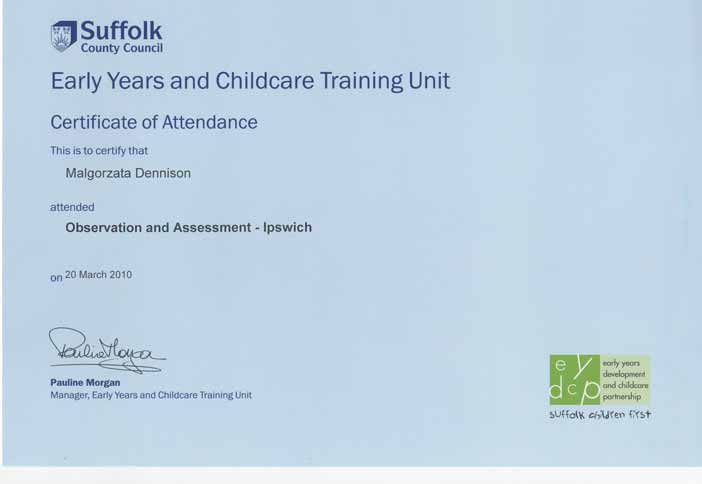 Suffolk
County Council
Early Years and Childcare Training Unit
Certificate of Attendance
This is to certify that
Malgorzata Dennison
attended
Observation and Assessment - Ipswich
on 20 March 2010
Pauline Morgan
Pauline Morgan
Manager, Early Years and Childcare Training Unit
ey
dcp
early years
development
and childcare
partnership
suffolk children first